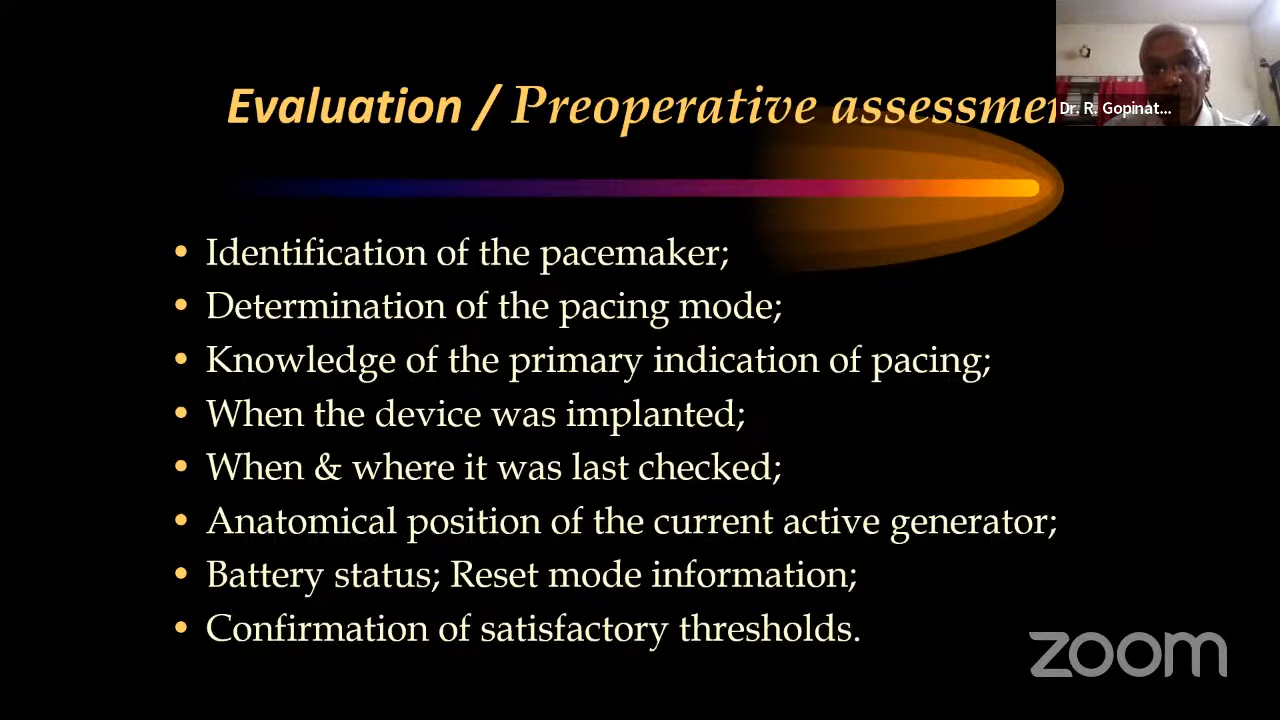 Evaluation / Preoperative assessme
Dr. R. Gopinat...
• Identification of the pacemaker;
• Determination of the pacing mode;
• Knowledge of the primary indication of pacing;
• When the device was implanted;
• When & where it was last checked;
• Anatomical position of the current active generator;
• Battery status; Reset mode information;
• Confirmation of satisfactory thresholds.
zoom